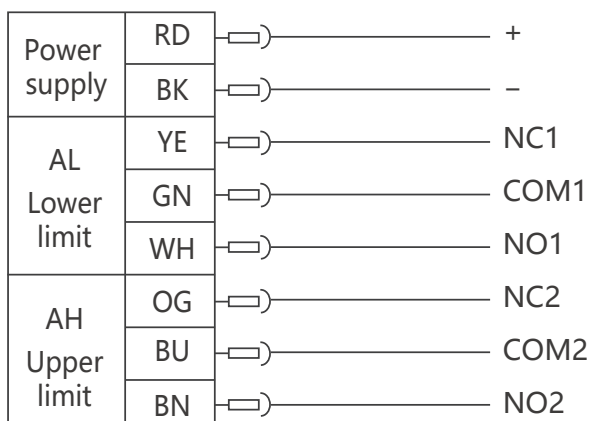 Power
supply
RD
+
BK
–
AL
Lower
limit
YE
NC1
GN
COM1
WH
NO1
AH
Upper
limit
OG
NC2
BU
COM2
BN
NO2